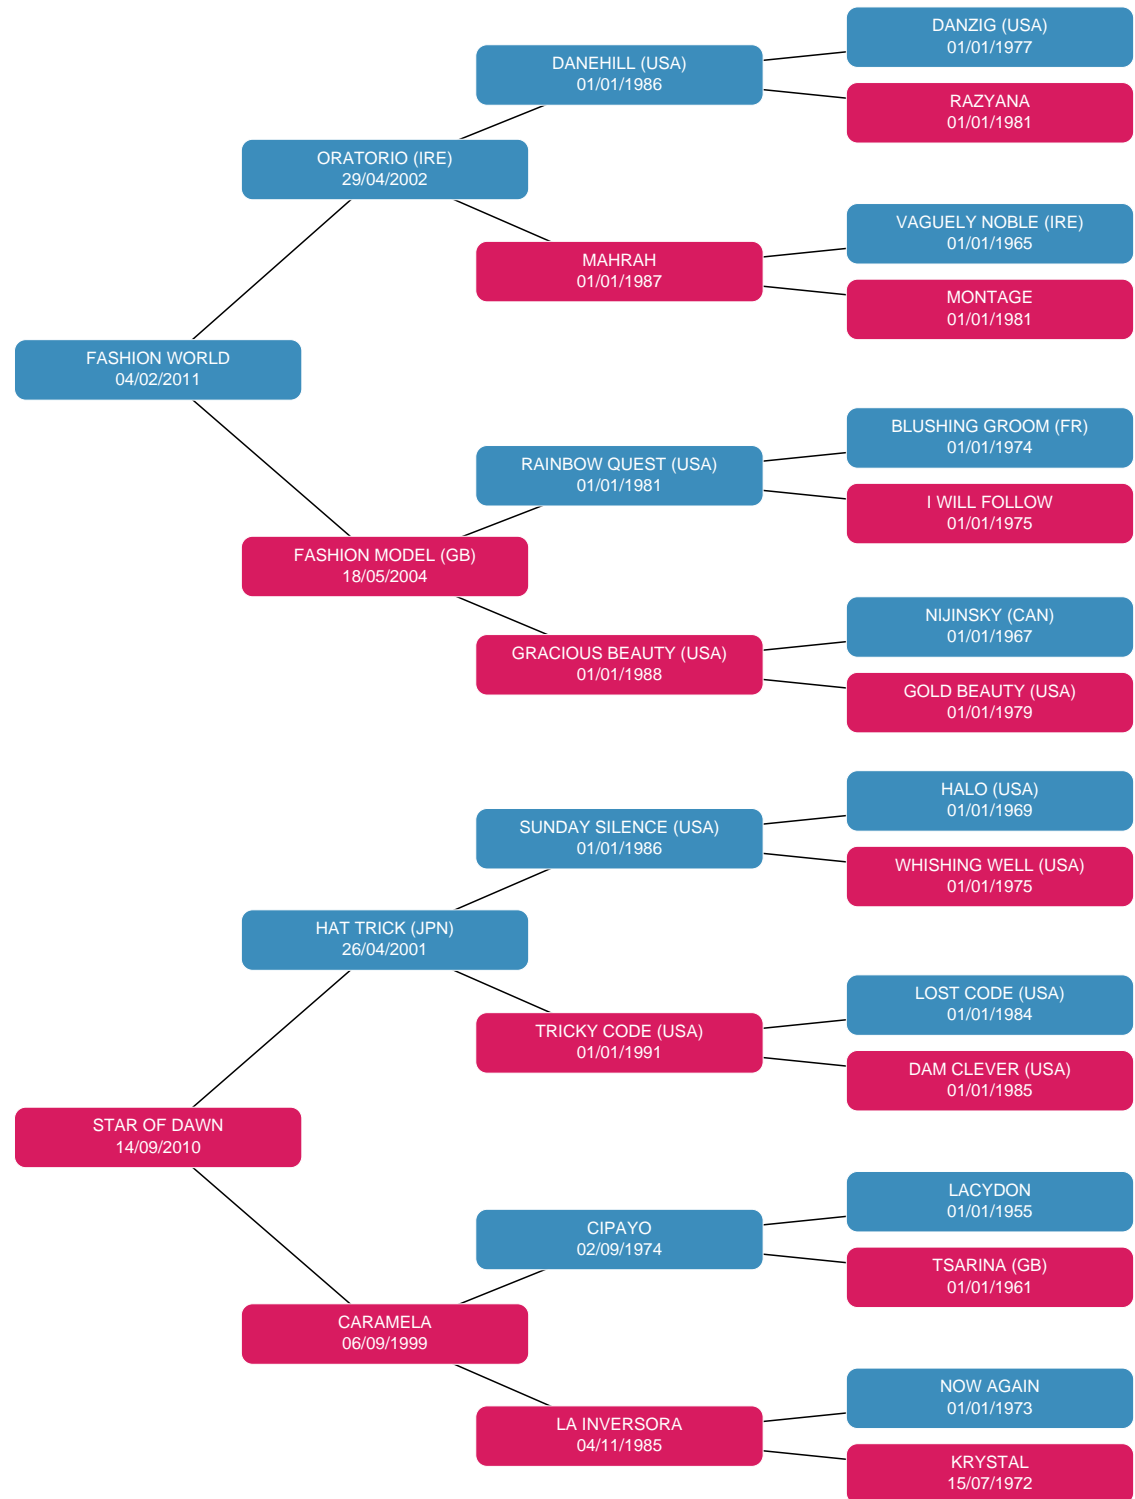 DANZIG (USA)
01/01/1977
DANEHILL (USA)
01/01/1986
RAZYANA
01/01/1981
ORATORIO (IRE)
29/04/2002
VAGUELY NOBLE (IRE)
01/01/1965
MAHRAH
01/01/1987
MONTAGE
01/01/1981
FASHION WORLD
04/02/2011
BLUSHING GROOM (FR)
01/01/1974
RAINBOW QUEST (USA)
01/01/1981
I WILL FOLLOW
01/01/1975
FASHION MODEL (GB)
18/05/2004
NIJINSKY (CAN)
01/01/1967
GRACIOUS BEAUTY (USA)
01/01/1988
GOLD BEAUTY (USA)
01/01/1979
HALO (USA)
01/01/1969
SUNDAY SILENCE (USA)
01/01/1986
WHISHING WELL (USA)
01/01/1975
HAT TRICK (JPN)
26/04/2001
LOST CODE (USA)
01/01/1984
TRICKY CODE (USA)
01/01/1991
DAM CLEVER (USA)
01/01/1985
STAR OF DAWN
14/09/2010
LACYDON
01/01/1955
CIPAYO
02/09/1974
TSARINA (GB)
01/01/1961
CARAMELA
06/09/1999
NOW AGAIN
01/01/1973
LA INVERSORA
04/11/1985
KRYSTAL
15/07/1972